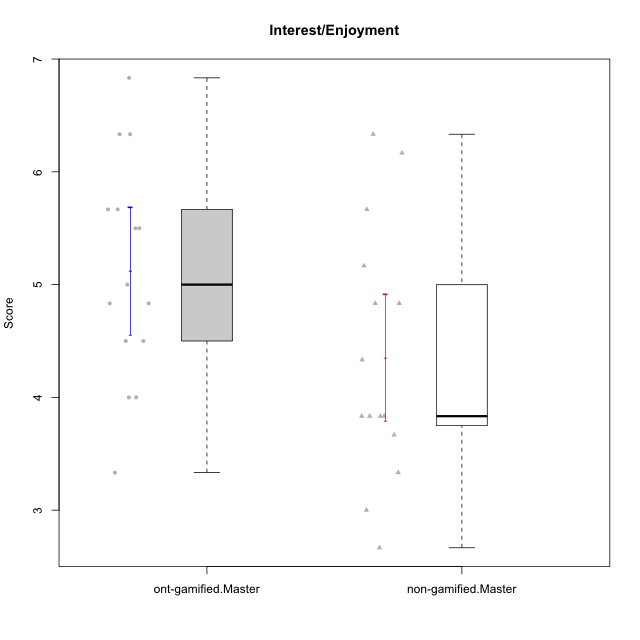 Interest/Enjoyment
Score
7
6
5
4
3
ont-gamified.Master
non-gamified.Master